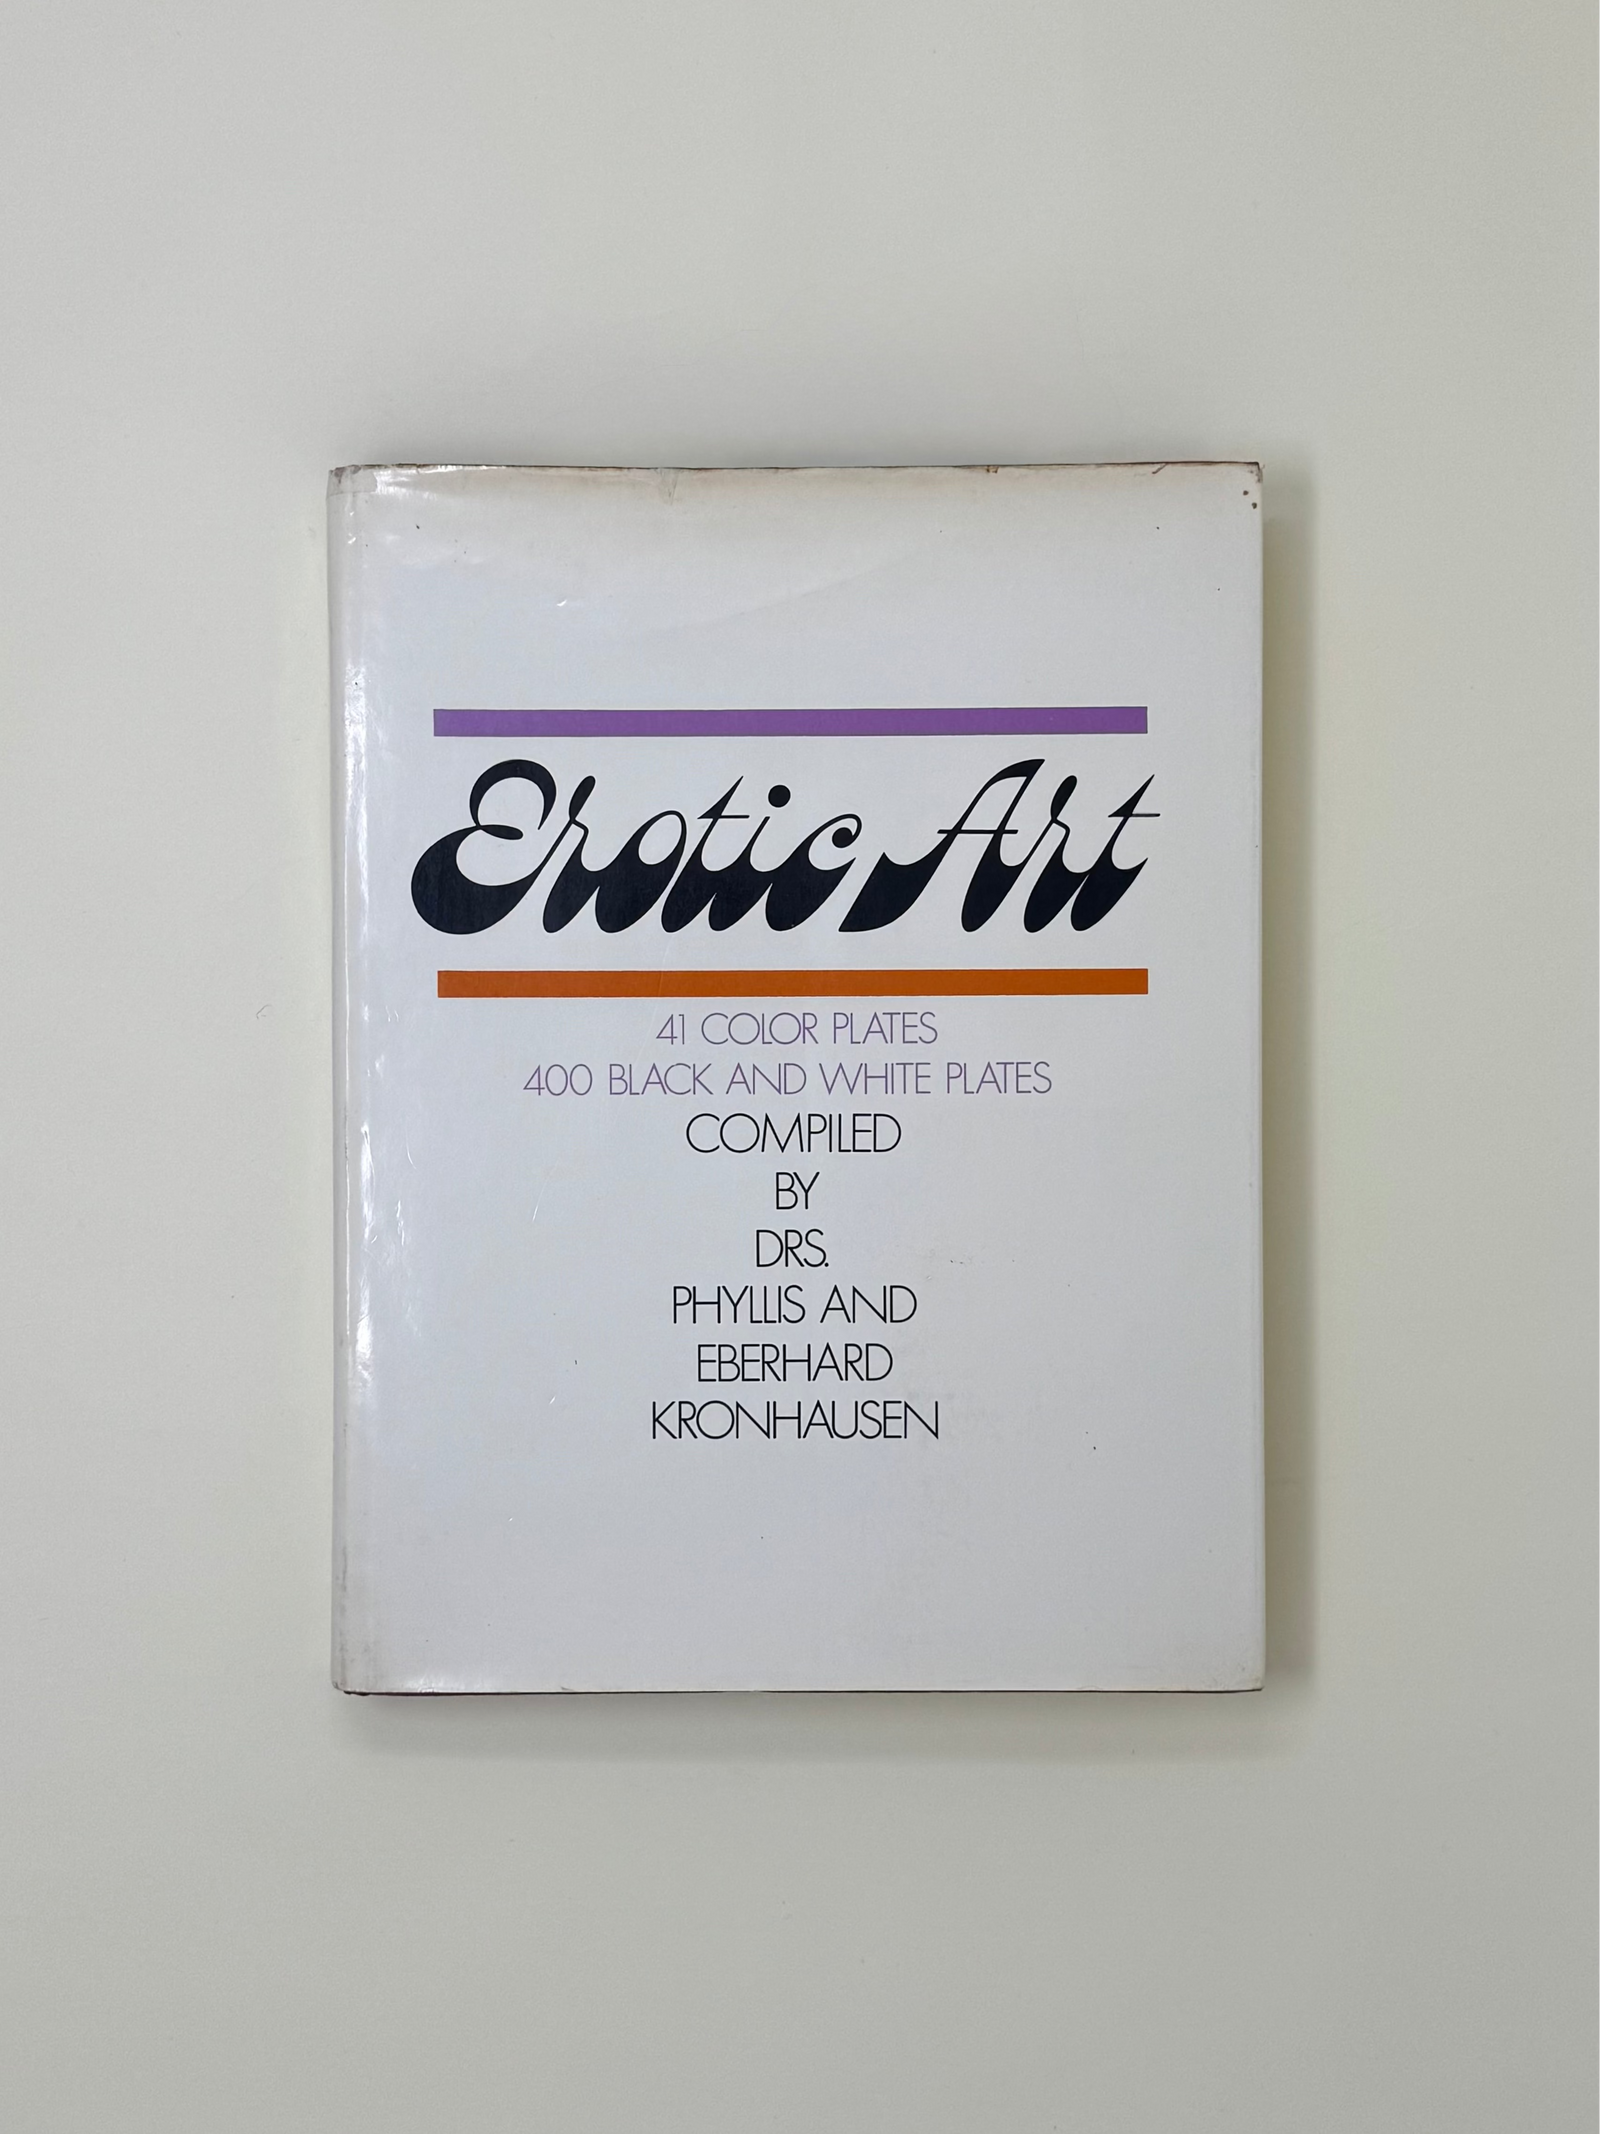 Erotic Art
41 COLOR PLATES
400 BLACK AND WHITE PLATES
COMPILED
BY
DRS.
PHYLLIS AND
EBERHARD
KRONHAUSEN